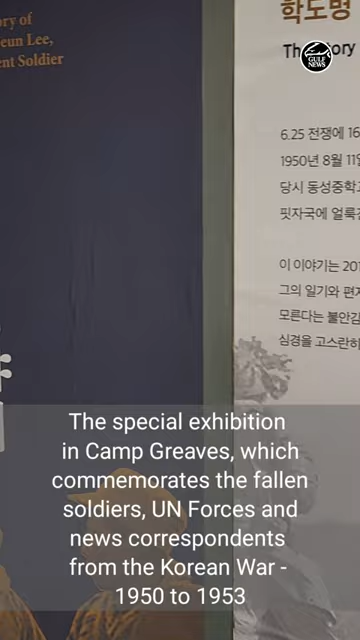 ory of
eun Lee,
ent Soldier
학도병
The Story
GULF
NEWS
6.25 전쟁에 16
1950년 8월 11일
당시 동성중학교
핏자국에 얼룩진
이 이야기는 201
그의 일기와 편지
모른다는 불안감
심경을 고스란히
The special exhibition
in Camp Greaves, which
commemorates the fallen
soldiers, UN Forces and
news correspondents
from the Korean War -
1950 to 1953